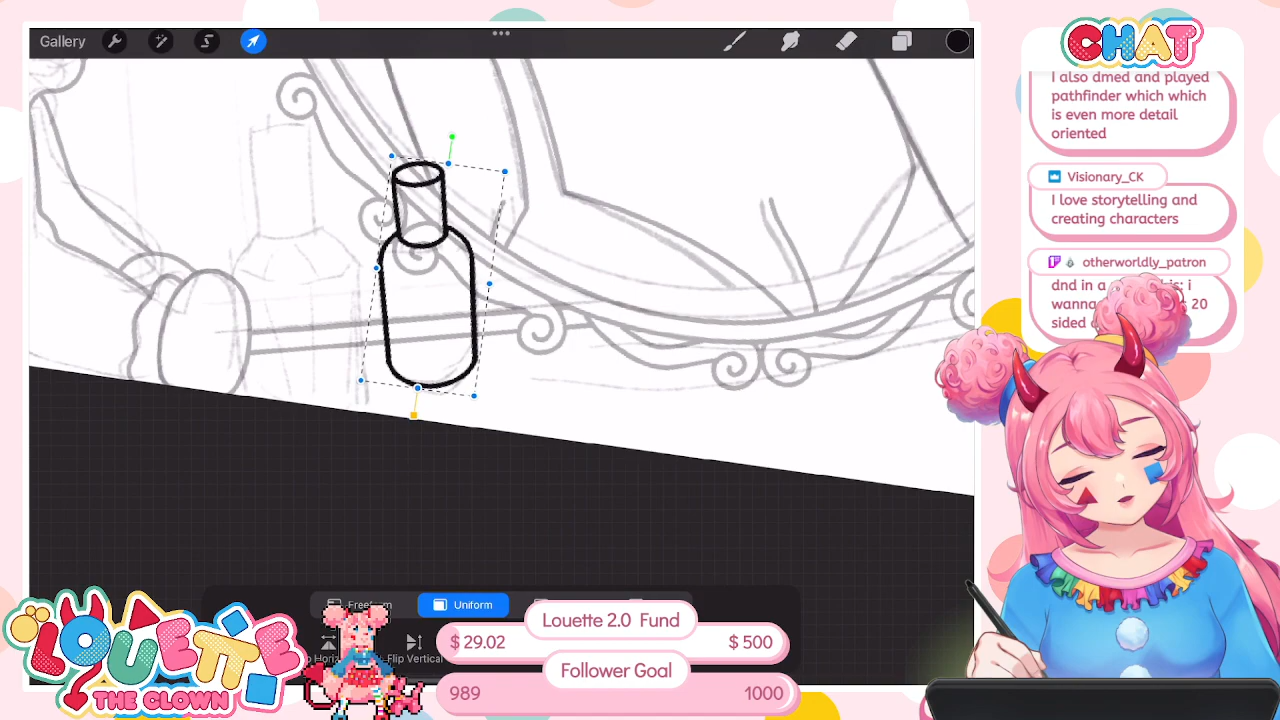 Gallery
CHAT
I also dmed and played
pathfinder which which
is even more detail
oriented
Visionary_CK
I love storytelling and
creating characters
otherworldly_patron
dnd in a
wanna 20
sided
Uniform
Flip Vertical
Louette 2.0 Fund
$ 29.02
$ 500
Follower Goal
989
1000
LOUETTE
THE CLOWN